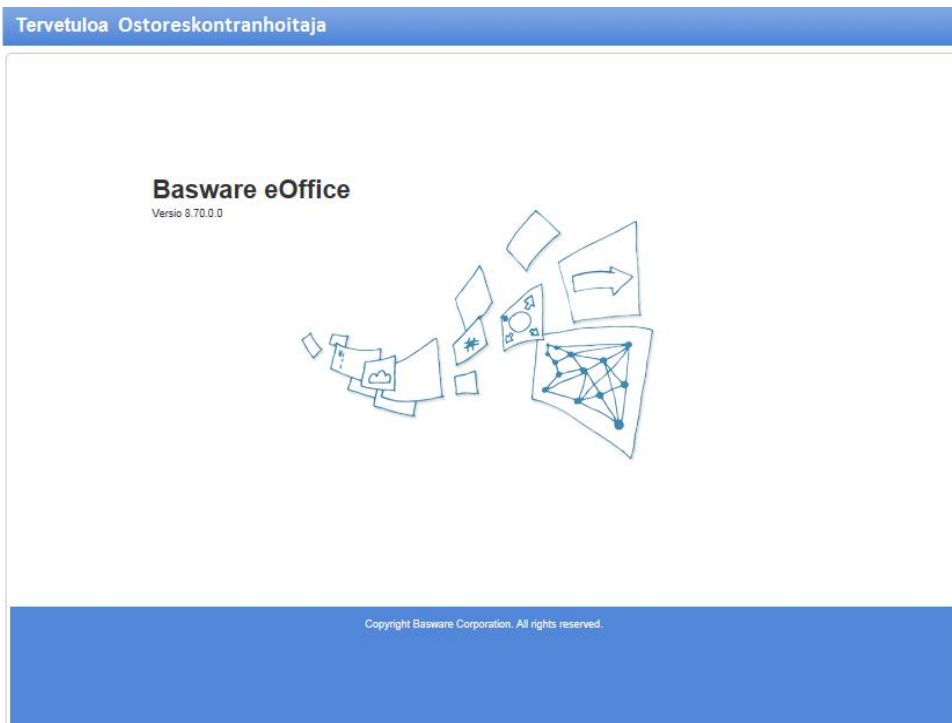 Tervetuloa Ostoreskontranhoitaja
Basware eOffice
Versio 8.70.0.0
#
Copyright Basware Corporation. All rights reserved.